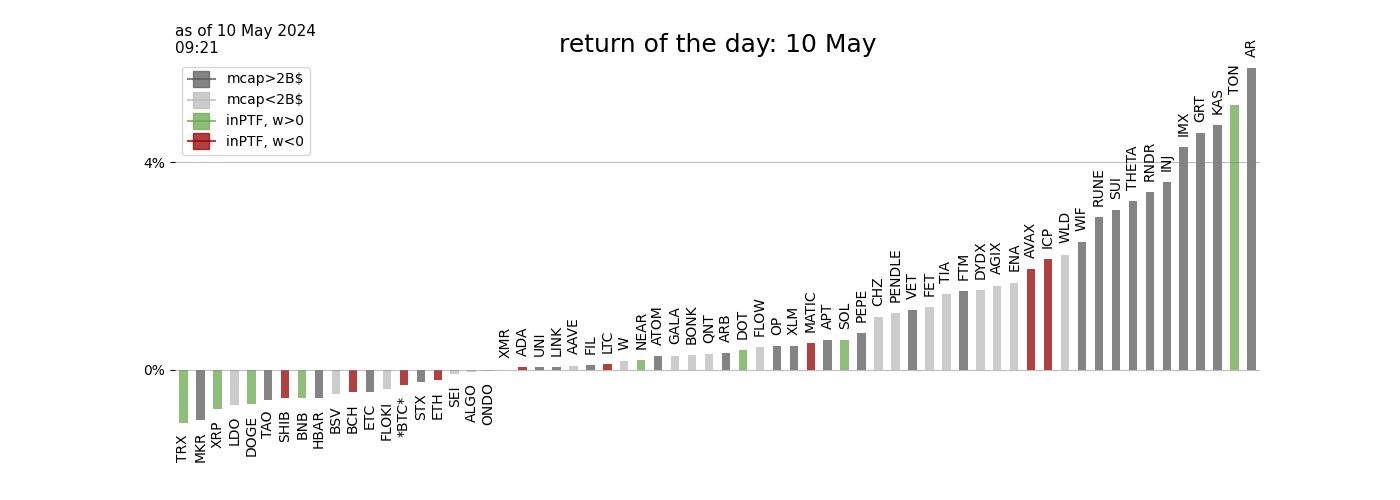 as of 10 May 2024
09:21
return of the day: 10 May
mcap>2B$
mcap<2B$
inPTF, w>0
inPTF, w<0
4%
0%
TRX
MKR
XRP
LDO
DOGE
TAO
SHIB
BNB
HBAR
BSV
BCH
ETC
FLOKI
*BTC*
STX
ETH
SEI
ALGO
ONDO
XMR
ADA
UNI
LINK
AAVE
FIL
LTC
W
NEAR
ATOM
GALA
BONK
QNT
ARB
DOT
FLOW
OP
XLM
MATIC
APT
SOL
PEPE
CHZ
PENDLE
VET
FET
TIA
FTM
DYDX
AGIX
ENA
AVAX
ICP
WLD
WIF
RUNE
SUI
THETA
RNDR
INJ
IMX
GRT
KAS
TON
AR